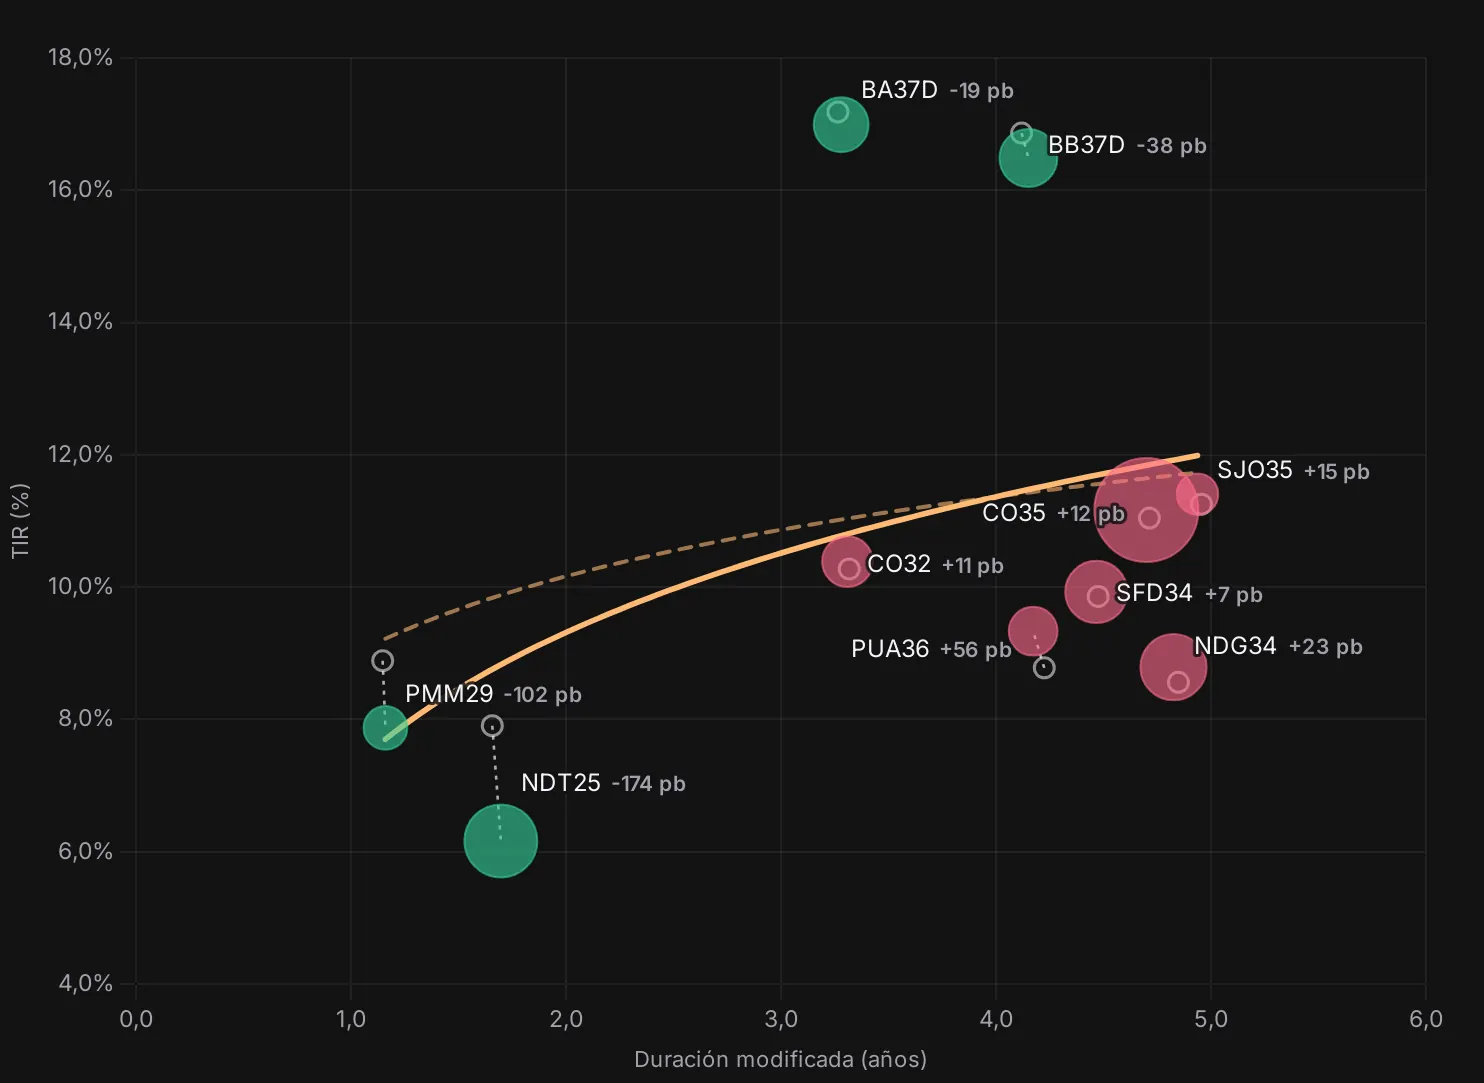 18,0%
BA37D -19 pb
BB37D -38 pb
16,0%
14,0%
12,0%
SJO35 +15 pb
CO35 +12 pb
TIR (%)
CO32 +11 pb
10,0%
SFD34 +7 pb
PUA36 +56 pb
NDG34 +23 pb
PMM29 -102 pb
8,0%
NDT25 -174 pb
6,0%
4,0%
0,0 1,0 2,0 3,0 4,0 5,0 6,0
Duración modificada (años)